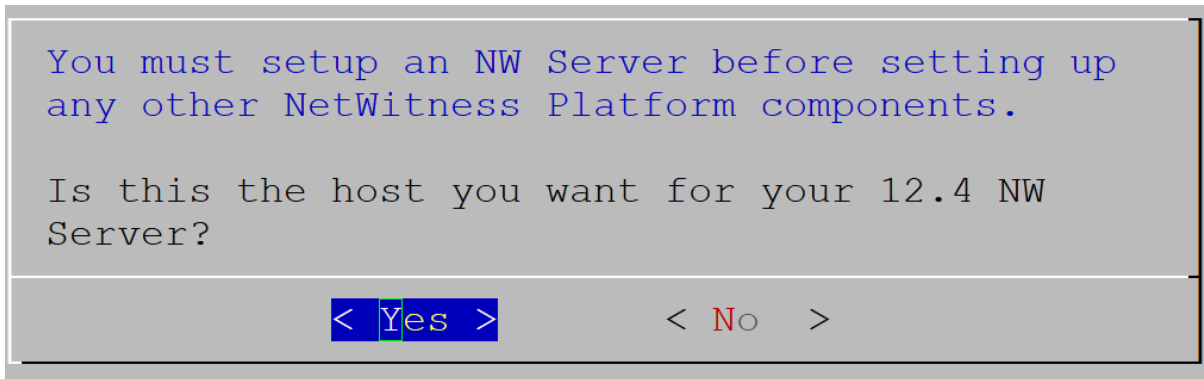 You must setup an NW Server before setting up
any other NetWitness Platform components.
Is this the host you want for your 12.4 NW
Server?
< Yes > < No >